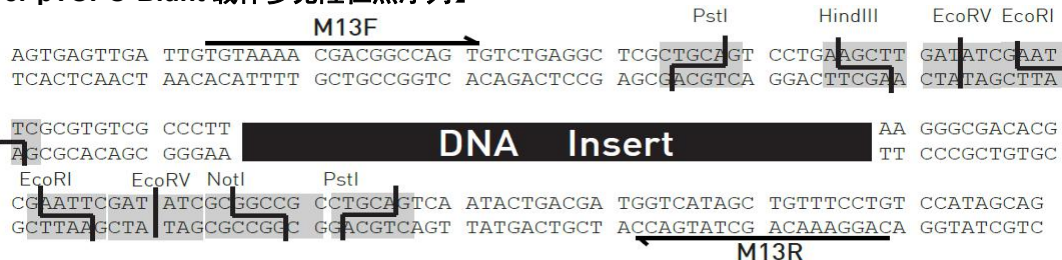 M13F PstI HindIII EcoRV EcoRI
AGTGAGTTGA TTGTGTAAAA CGACGGCCAG TGTCTGAGGC TCGCTGCAGT CCTGAAGCTT GATATCGAAT
TCACTCAACT AACACATTTT GCTGCCGGTC ACAGACTCCG AGCGACGTCA GGACTTCGAA CTATAGCTTA
TCGCGTGTCG CCCTT DNA Insert AA GGGCGACACG
AGCGCACAGC GGGAA TT CCCGCTGTGC
EcoRI EcoRV NotI PstI
CGAATTCGAT ATCGCGGCCG CCTGCAGTCA ATACTGACGA TGGTCATAGC TGTTTCCTGT CCATAGCAG
GCTTAAGCTA TAGCGCCGGC GGACGTCAGT TATGACTGCT ACCAGTATCG ACAAAGGACA GGTATCGTC
M13R